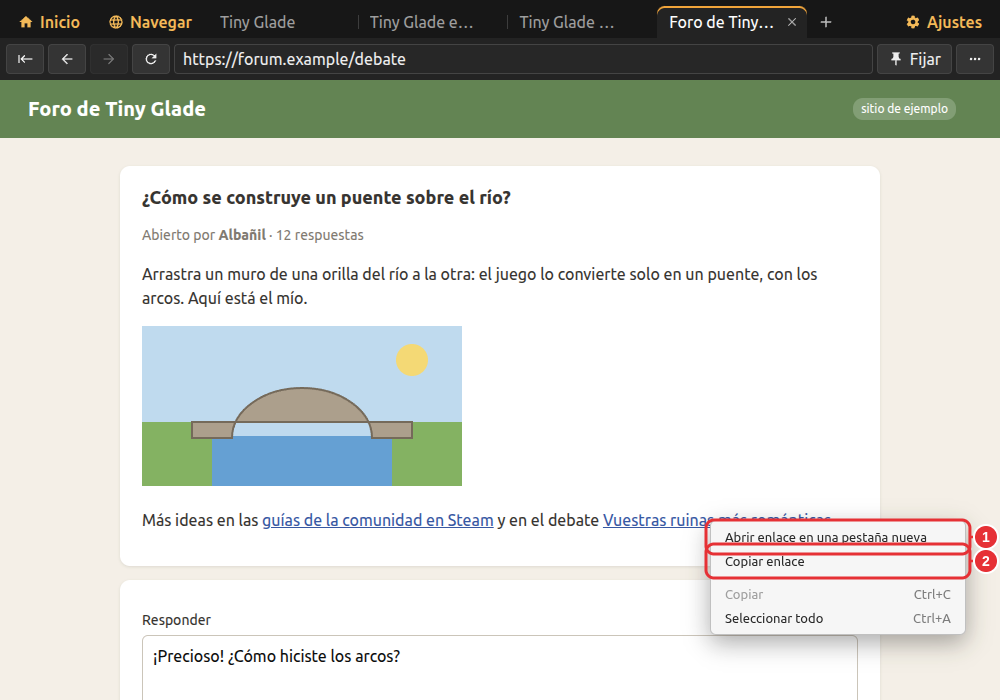 Inicio
Navegar
Tiny Glade
Tiny Glade e...
Tiny Glade ...
Foro de Tiny...
Ajustes
https://forum.example/debate
Fijar
Foro de Tiny Glade
sitio de ejemplo
¿Cómo se construye un puente sobre el río?
Abierto por Albañil · 12 respuestas
Arrastra un muro de una orilla del río a la otra: el juego lo convierte solo en un puente, con los
arcos. Aquí está el mío.
Más ideas en las guías de la comunidad en Steam y en el debate Vuestras ruinas más románticas
Abrir enlace en una pestaña nueva
1
Copiar enlace
2
Copiar Ctrl+C
Seleccionar todo Ctrl+A
Responder
¡Precioso! ¿Cómo hiciste los arcos?